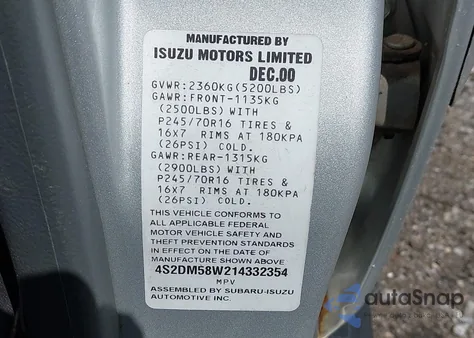 MANUFACTURED BY
ISUZU MOTORS LIMITED
DEC.00
GVWR:2360KG(5200LBS)
GAWR:FRONT-1135KG
(2500LBS) WITH
P245/70R16 TIRES &
16x7 RIMS AT 180KPA
(26PSI) COLD.
GAWR:REAR-1315KG
(2900LBS) WITH
P245/70R16 TIRES &
16x7 RIMS AT 180KPA
(26PSI) COLD.
THIS VEHICLE CONFORMS TO
ALL APPLICABLE FEDERAL
MOTOR VEHICLE SAFETY AND
THEFT PREVENTION STANDARDS
IN EFFECT ON THE DATE OF
MANUFACTURE SHOWN ABOVE
4S2DM58W214332354
MPV
ASSEMBLED BY SUBARU-ISUZU
AUTOMOTIVE INC.
autoSnap